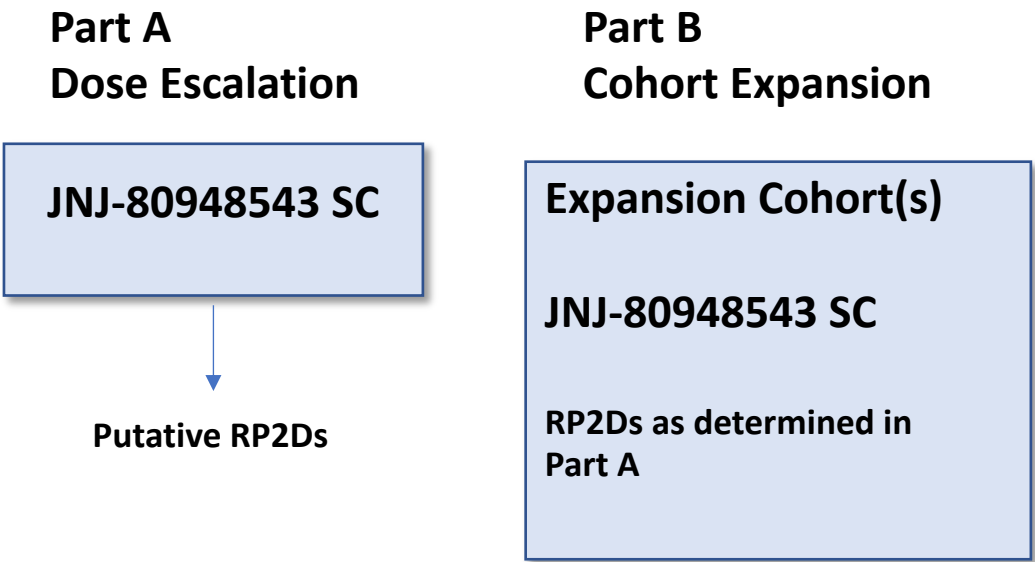 Part A
Dose Escalation
JNJ-80948543 SC
Putative RP2Ds
Part B
Cohort Expansion
Expansion Cohort(s)
JNJ-80948543 SC
RP2Ds as determined in
Part A